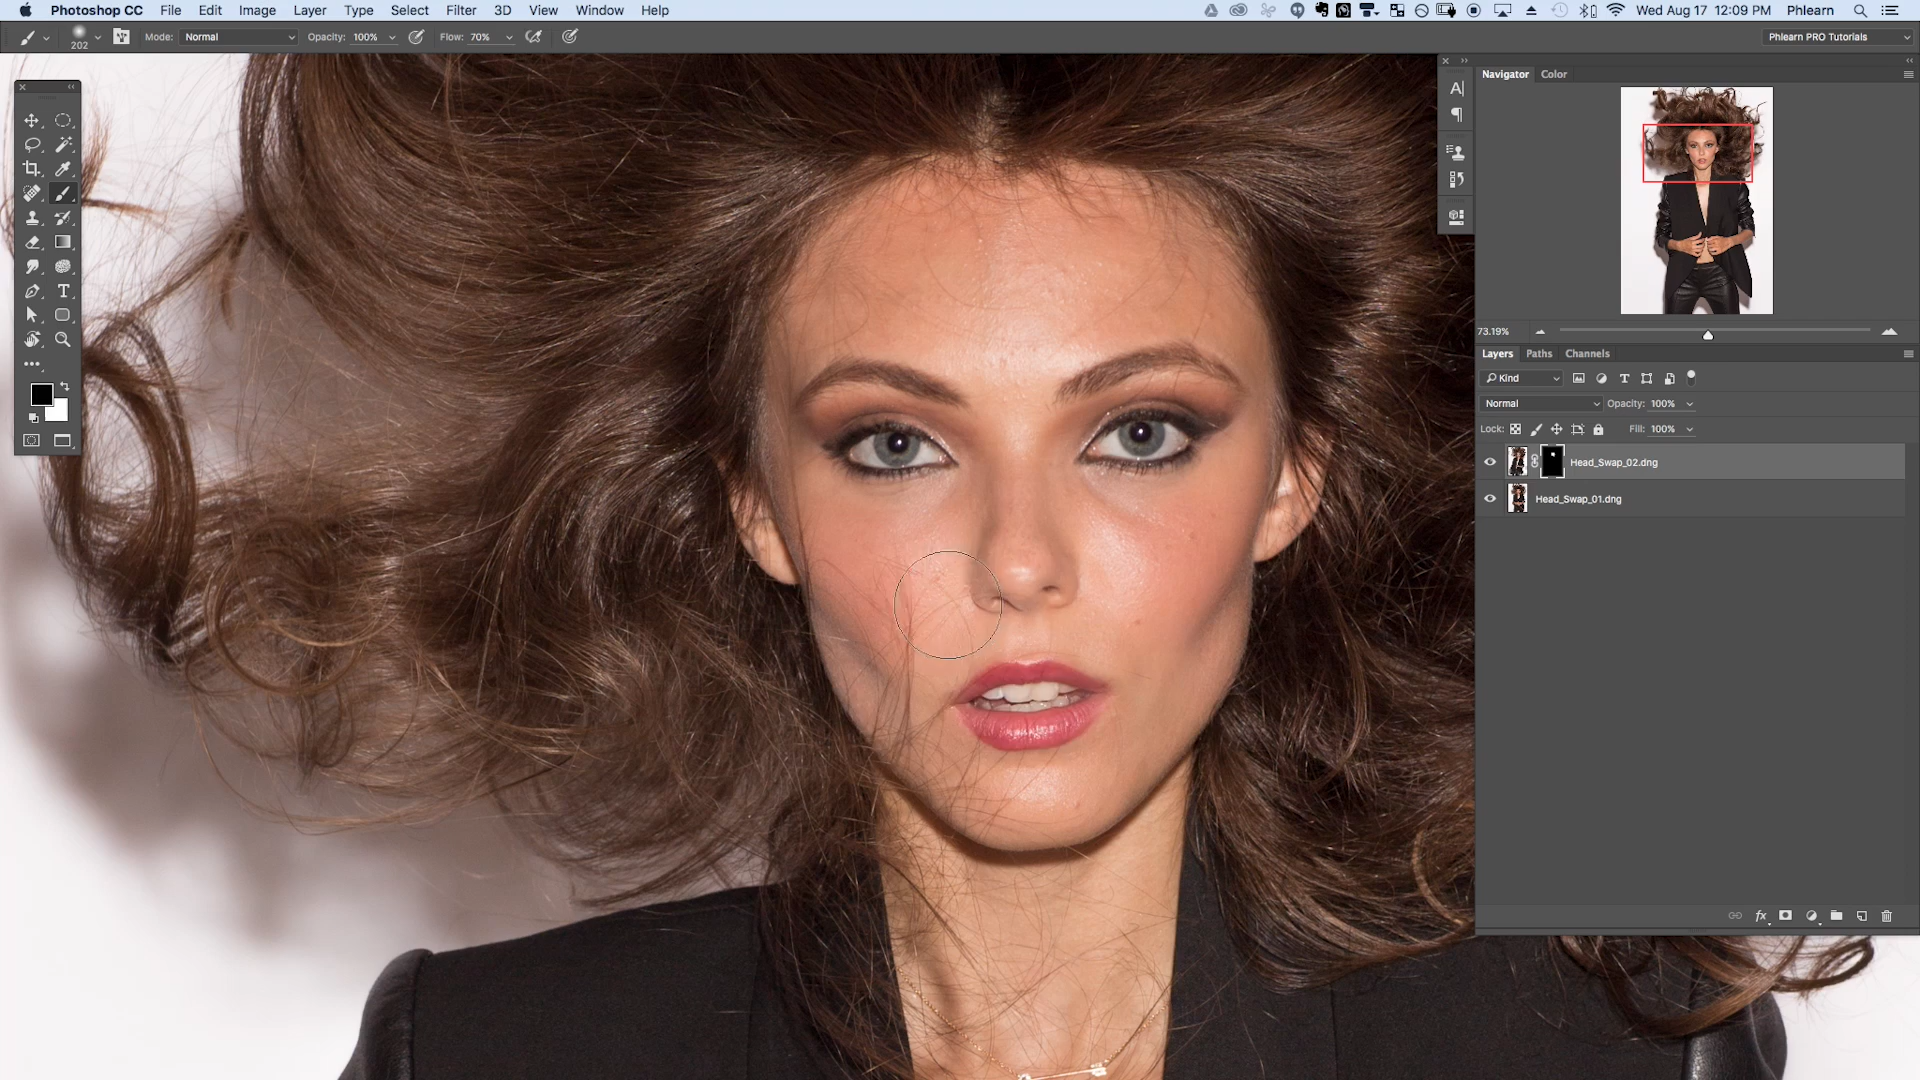 Photoshop CC File Edit Image Layer Type Select Filter 3D View Window Help Wed Aug 17 12:09 PM Phlearn
202 Mode: Normal Opacity: 100% Flow: 70% Phlearn PRO Tutorials
Navigator Color
73.19%
Layers Paths Channels
Kind
Normal Opacity: 100%
Lock: Fill: 100%
Head_Swap_02.dng
Head_Swap_01.dng
fx